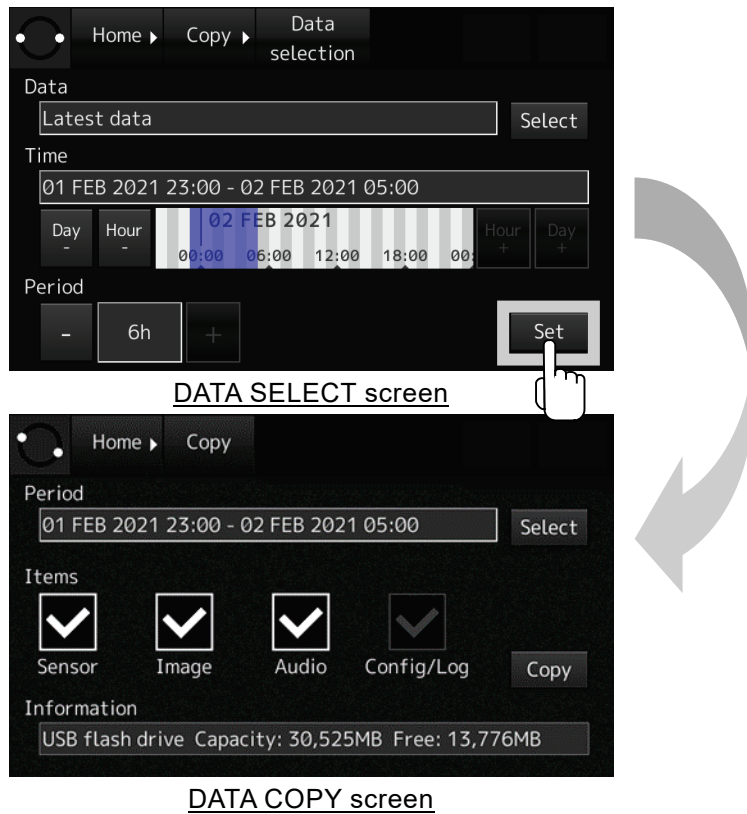 Home Copy Data
selection
Data
Latest data Select
Time
01 FEB 2021 23:00 - 02 FEB 2021 05:00
Day - Hour - 02 FEB 2021 Hour + Day +
00:00 06:00 12:00 18:00 00:
Period
- 6h + Set
DATA SELECT screen
Home Copy
Period
01 FEB 2021 23:00 - 02 FEB 2021 05:00 Select
Items
Sensor Image Audio Config/Log Copy
Information
USB flash drive Capacity: 30,525MB Free: 13,776MB
DATA COPY screen